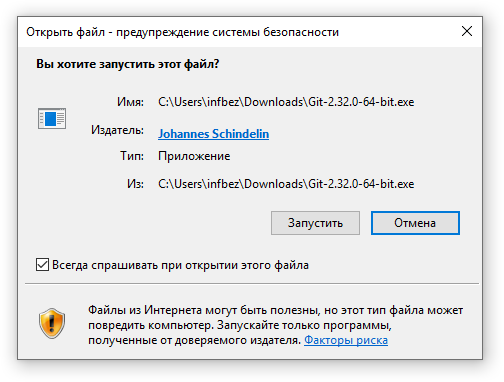 Открыть файл - предупреждение системы безопасности
Вы хотите запустить этот файл?
Имя: C:\Users\infbez\Downloads\Git-2.32.0-64-bit.exe
Издатель: Johannes Schindelin
Тип: Приложение
Из: C:\Users\infbez\Downloads\Git-2.32.0-64-bit.exe
Запустить Отмена
Всегда спрашивать при открытии этого файла
Файлы из Интернета могут быть полезны, но этот тип файла может
повредить компьютер. Запускайте только программы,
полученные от доверяемого издателя. Факторы риска